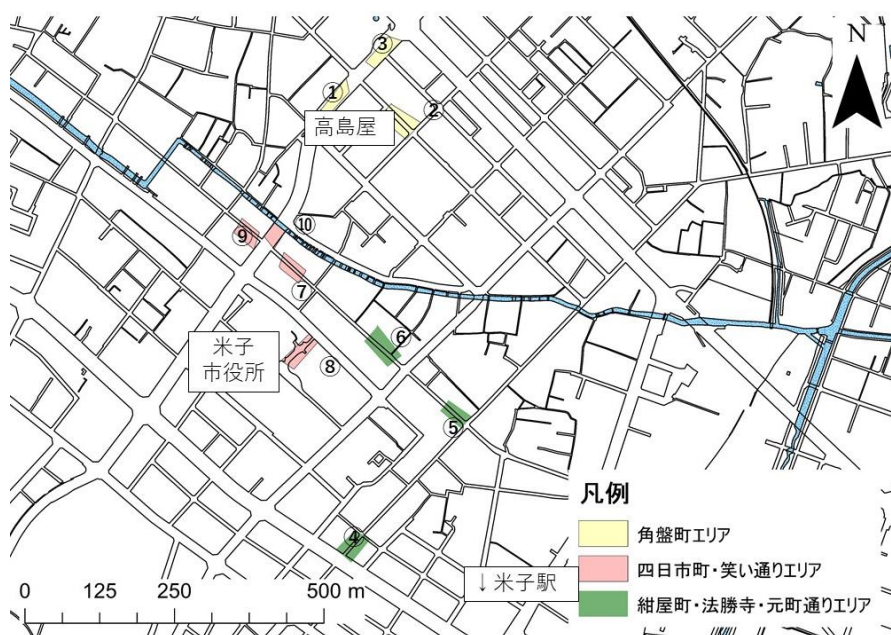 ③
N
①
②
高島屋
⑩
⑨
⑦
⑥
米子
市役所
⑧
⑤
凡例
④
角盤町エリア
四日市町・笑い通りエリア
↓米子駅
紺屋町・法勝寺・元町通りエリア
0 125 250 500 m